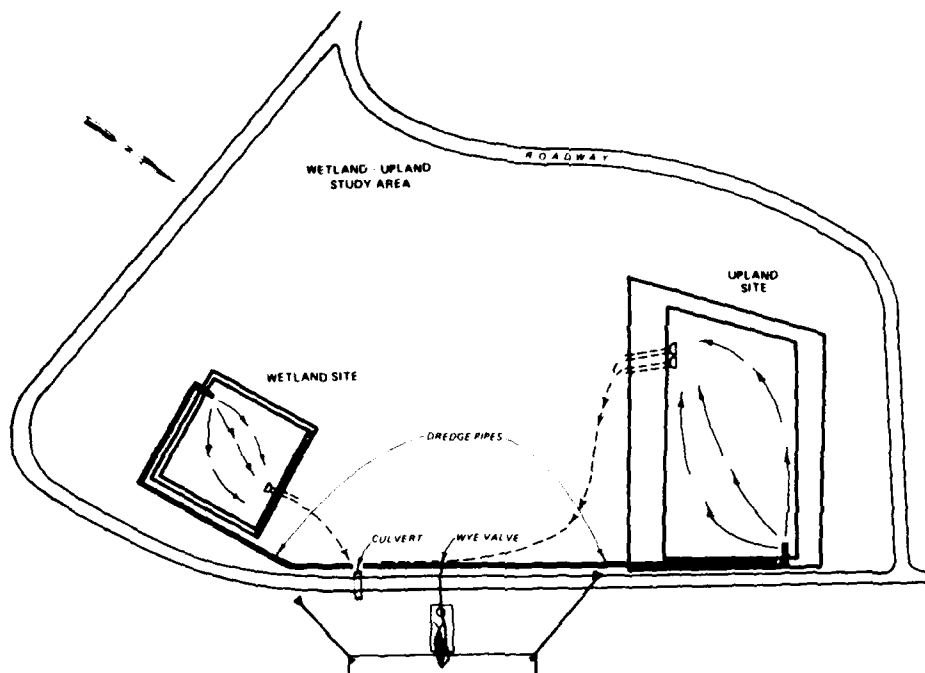 ROADWAY
WETLAND - UPLAND
STUDY AREA
UPLAND
SITE
WETLAND SITE
DREDGE PIPES
CULVERT
WYE VALVE